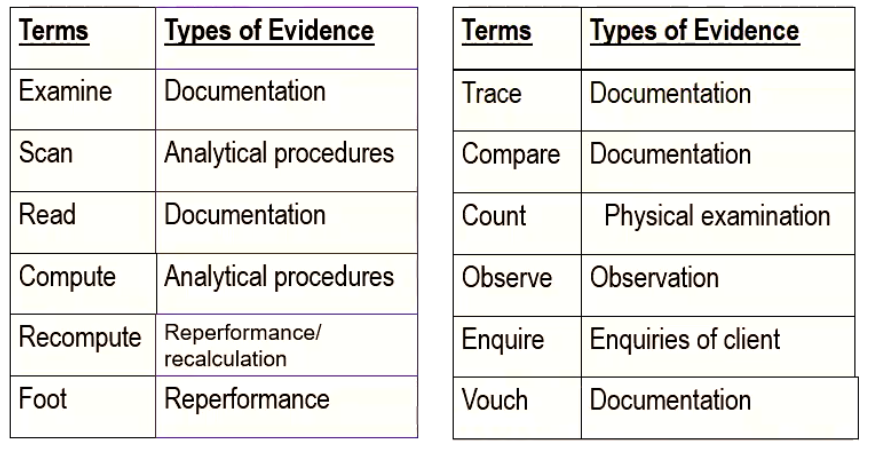 Terms Types of Evidence
Examine Documentation
Scan Analytical procedures
Read Documentation
Compute Analytical procedures
Recompute Reperformance/
recalculation
Foot Reperformance
Terms Types of Evidence
Trace Documentation
Compare Documentation
Count Physical examination
Observe Observation
Enquire Enquiries of client
Vouch Documentation